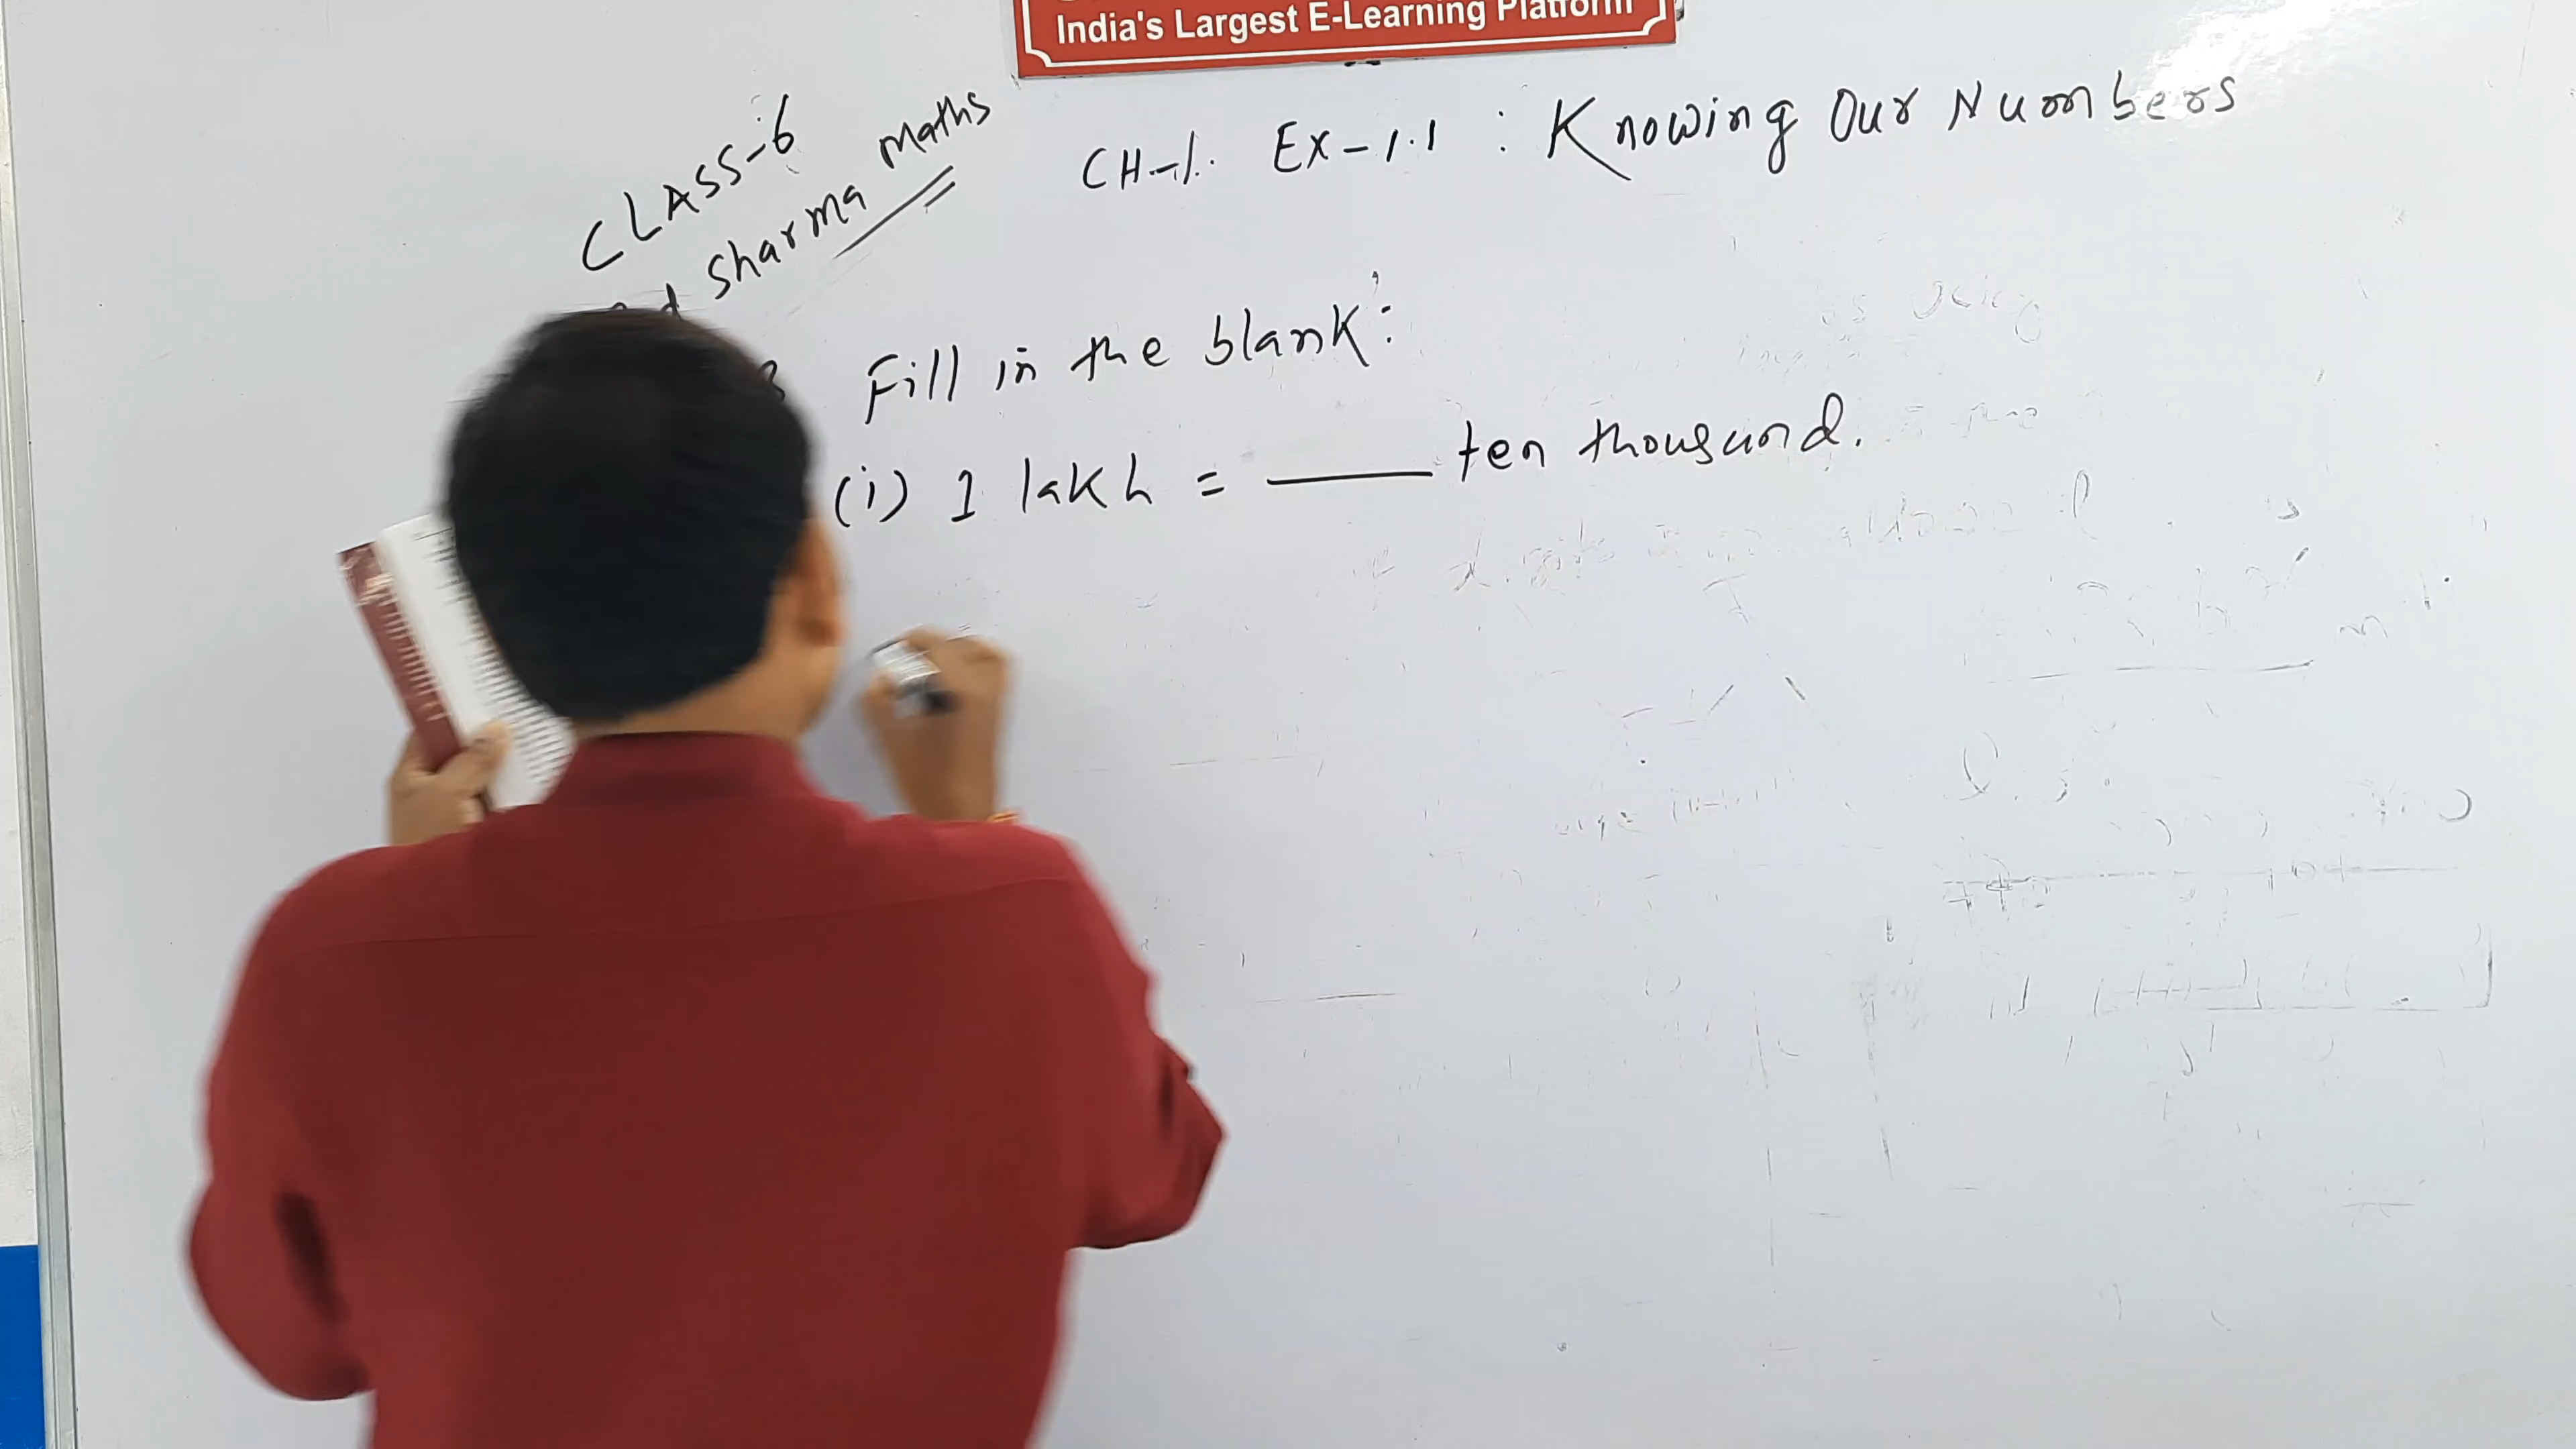 India's Largest E-Learning Platform
CLASS-6
Sharma maths
CH-1. Ex-1.1 : Knowing Our Numbers
Fill in the blank:
(i) 1 lakh = ____ ten thousand.